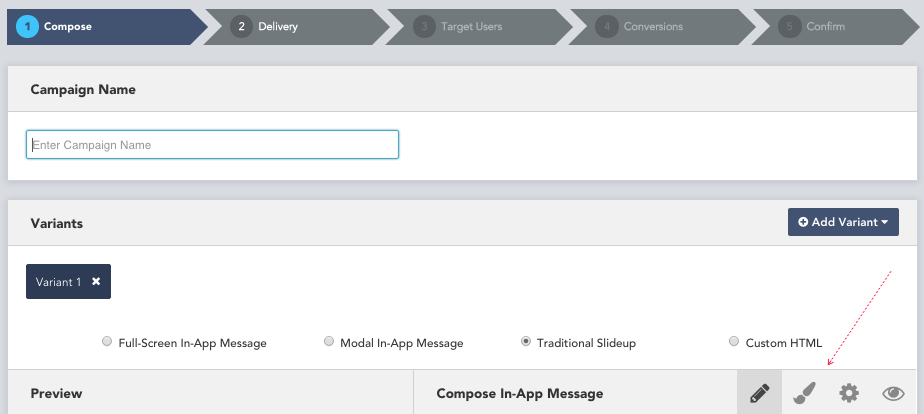 1 Compose 2 Delivery 3 Target Users 4 Conversions 5 Confirm
Campaign Name
Enter Campaign Name
Variants Add Variant
Variant 1
Full-Screen In-App Message Modal In-App Message Traditional Slideup Custom HTML
Preview Compose In-App Message